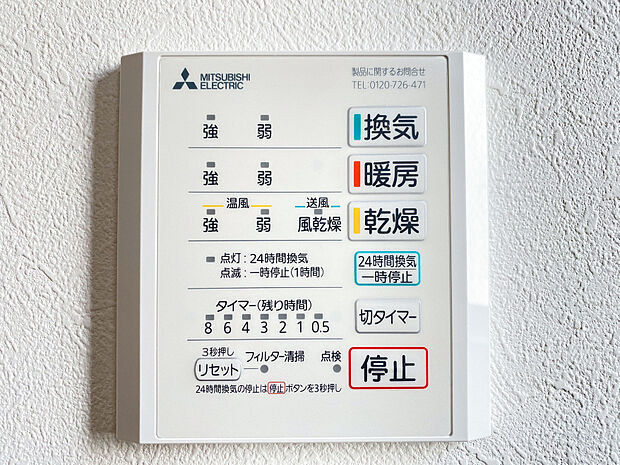 MITSUBISHI
ELECTRIC
製品に関するお問合せ
TEL:0120-726-471
強 弱 換気
強 弱 暖房
温風 送風
強 弱 風乾燥 乾燥
点灯:24時間換気
点滅:一時停止(1時間)
24時間換気
一時停止
タイマー(残り時間)
8 6 4 3 2 1 0.5
切タイマー
3秒押し
リセット フィルター清掃 点検
停止
24時間換気の停止は停止ボタンを3秒押し